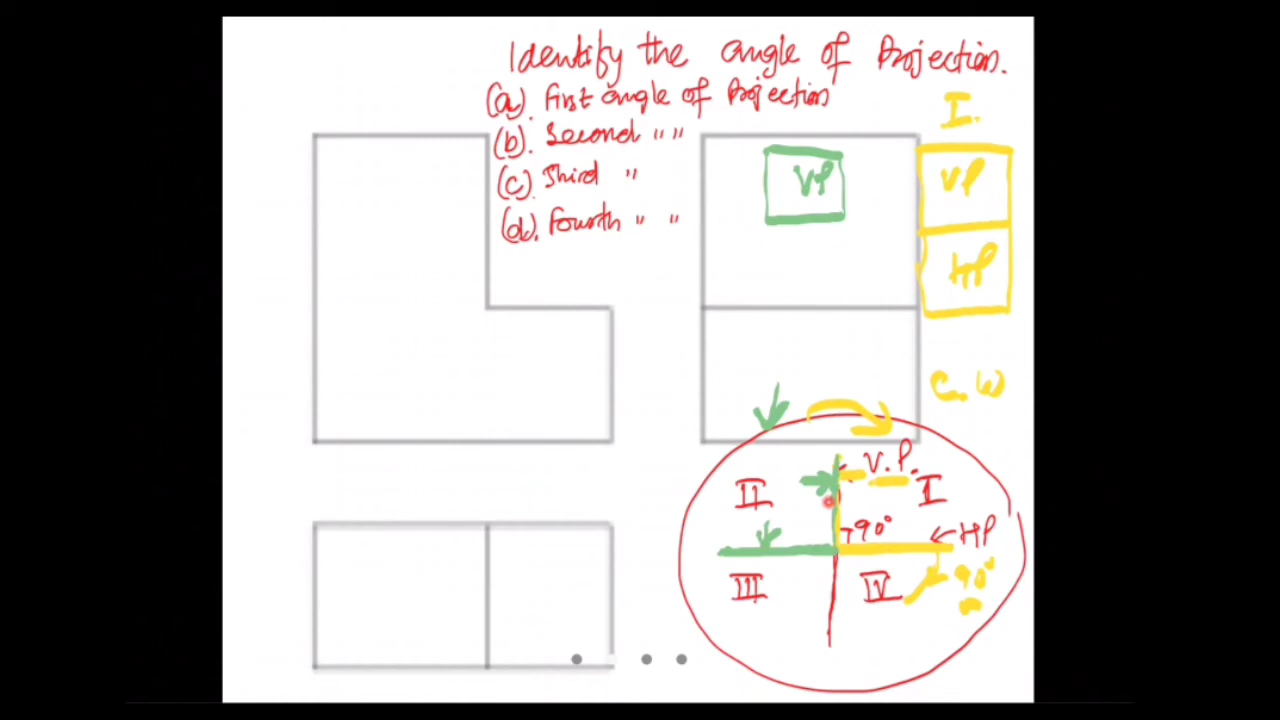 Identify the angle of Projection.
(a). First angle of Projection
(b). Second " "
(c). Third "
(d). Fourth " "
I.
VP
VP
HP
C.W
V.P.
II
I
90°
HP
III
IV
90°